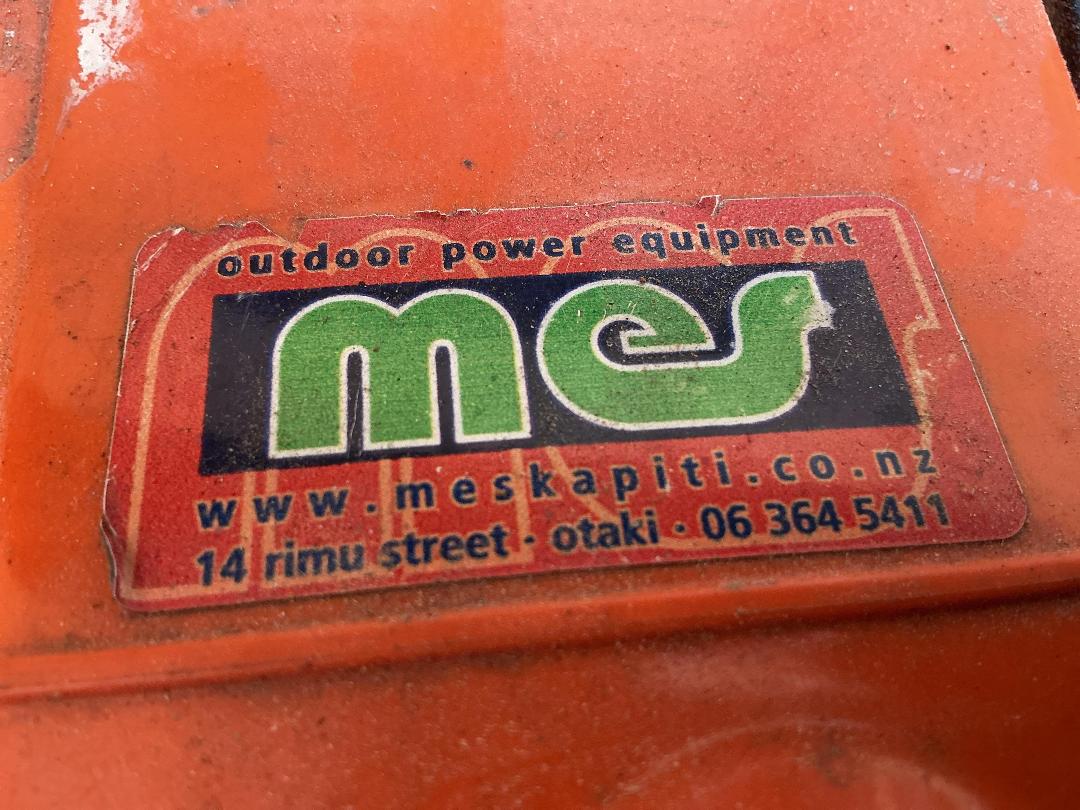 outdoor power equipment
mes
www.meskapiti.co.nz
14 rimu street · otaki · 06 364 5411